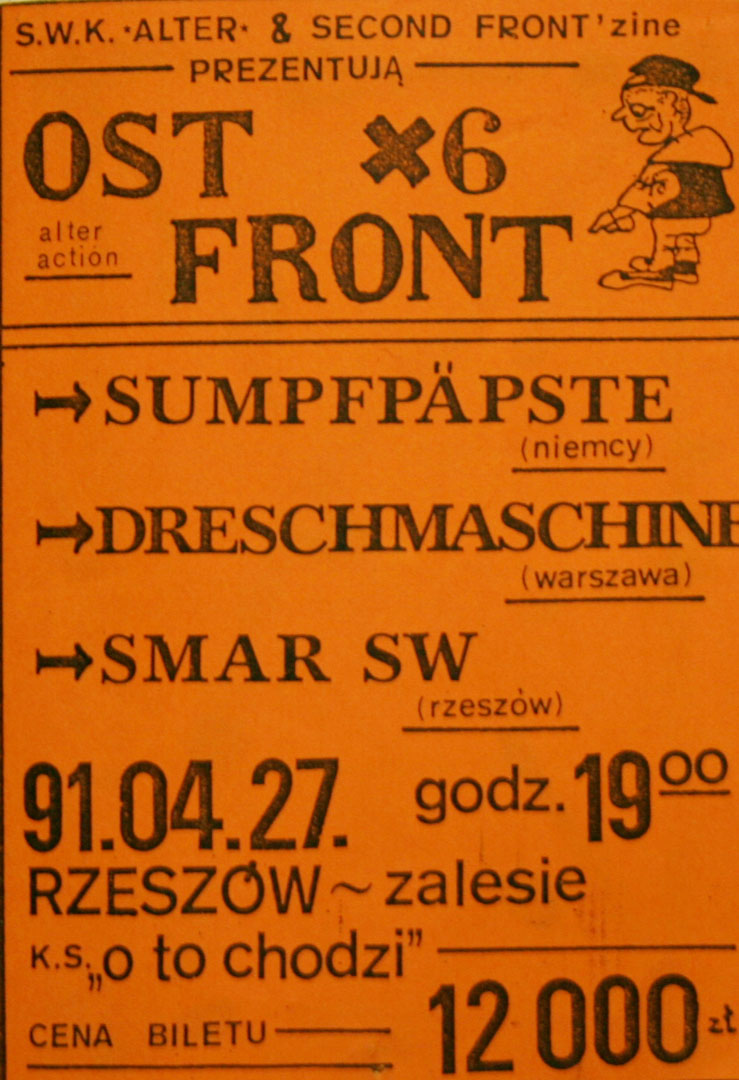 S.W.K. •ALTER• & SECOND FRONT'zine
PREZENTUJĄ
OST ×6
alter action FRONT
→ SUMPFPÄPSTE
(niemcy)
→ DRESCHMASCHINE
(warszawa)
→ SMAR SW
(rzeszów)
91.04.27. godz. 19⁰⁰
RZESZÓW ~ zalesie
K.S. „o to chodzi”
CENA BILETU 12 000 zł